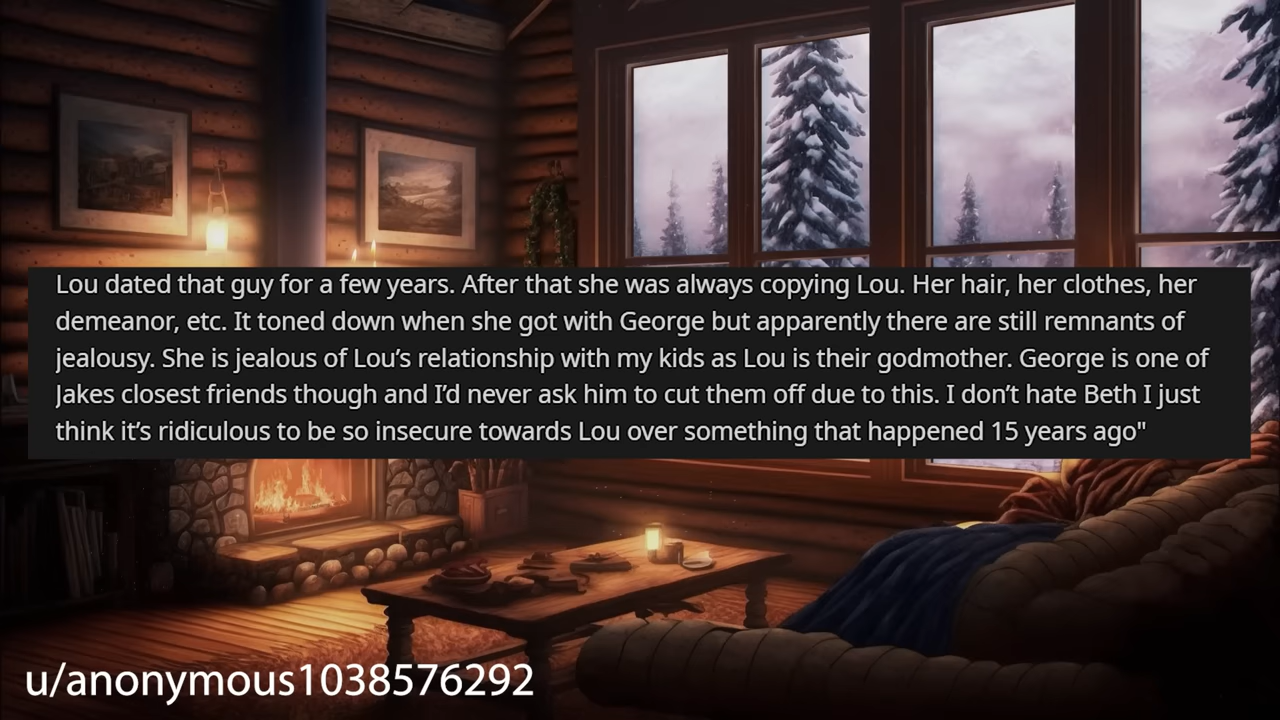 Lou dated that guy for a few years. After that she was always copying Lou. Her hair, her clothes, her
demeanor, etc. It toned down when she got with George but apparently there are still remnants of
jealousy. She is jealous of Lou’s relationship with my kids as Lou is their godmother. George is one of
Jakes closest friends though and I’d never ask him to cut them off due to this. I don’t hate Beth I just
think it’s ridiculous to be so insecure towards Lou over something that happened 15 years ago"
u/anonymous1038576292